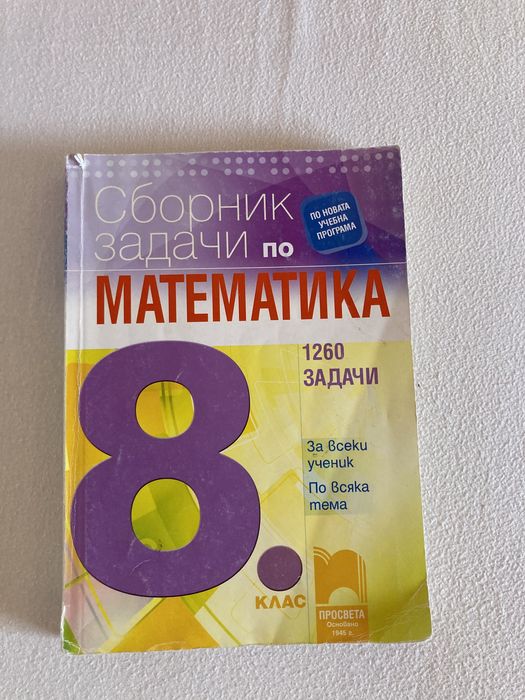 Сборник
задачи по
МАТЕМАТИКА
ПО НОВАТА
УЧЕБНА
ПРОГРАМА
8.
КЛАС
1260
ЗАДАЧИ
За всеки
ученик
По всяка
тема
ПРОСВЕТА
Основано
1945 г.